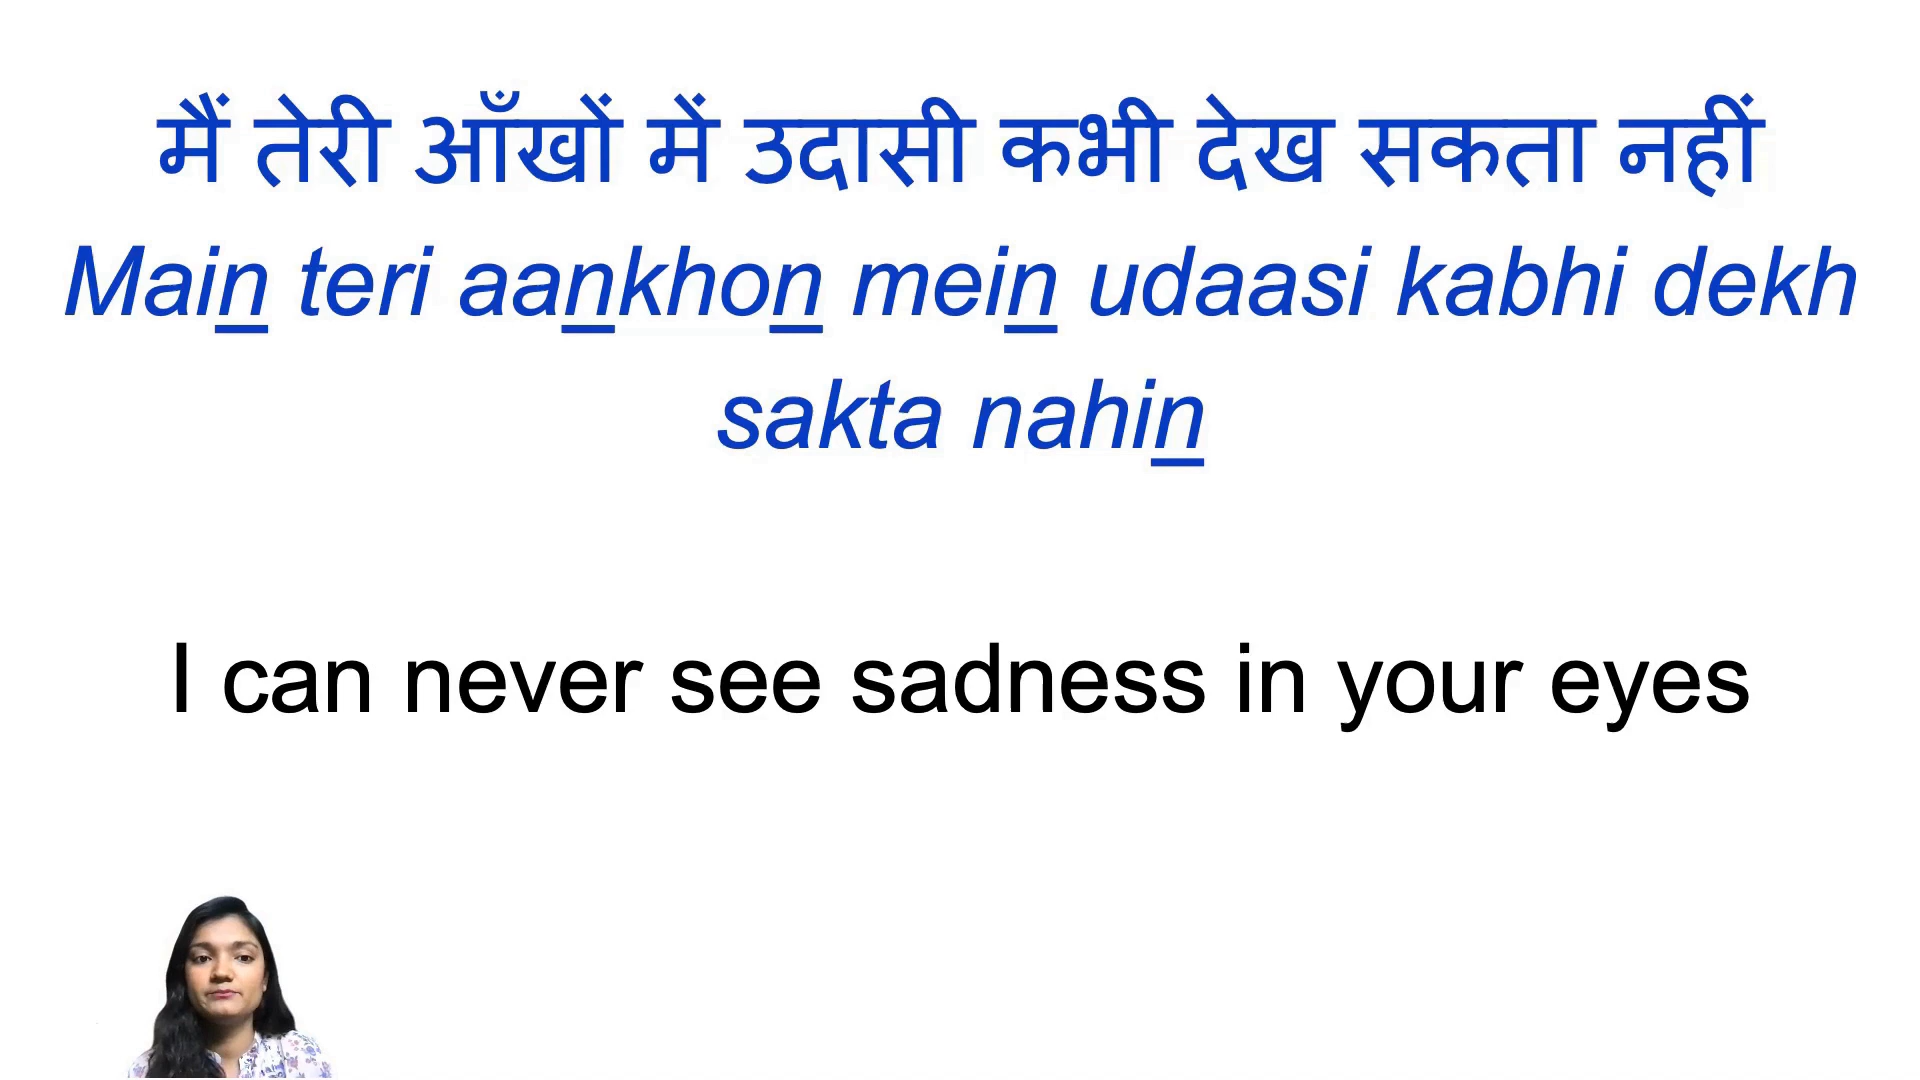 मैं तेरी आँखों में उदासी कभी देख सकता नहीं
Main teri aankhon mein udaasi kabhi dekh
sakta nahin
I can never see sadness in your eyes